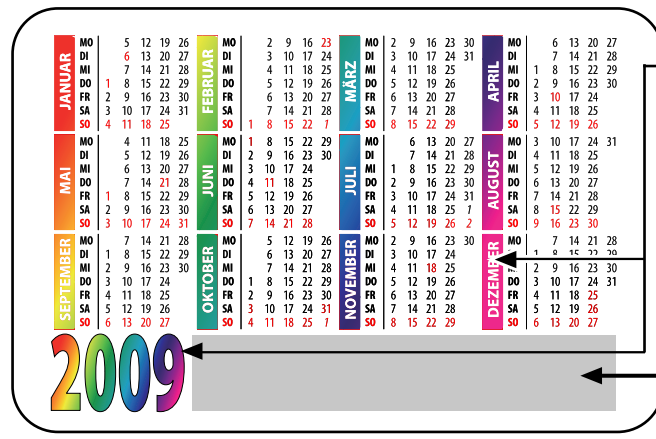 JANUAR
MO 5 12 19 26
DI 6 13 20 27
MI 7 14 21 28
DO 1 8 15 22 29
FR 2 9 16 23 30
SA 3 10 17 24 31
SO 4 11 18 25
FEBRUAR
MO 2 9 16 23
DI 3 10 17 24
MI 4 11 18 25
DO 5 12 19 26
FR 6 13 20 27
SA 7 14 21 28
SO 1 8 15 22 1
MÄRZ
MO 2 9 16 23 30
DI 3 10 17 24 31
MI 4 11 18 25
DO 5 12 19 26
FR 6 13 20 27
SA 7 14 21 28
SO 8 15 22 29
APRIL
MO 6 13 20 27
DI 7 14 21 28
MI 1 8 15 22 29
DO 2 9 16 23 30
FR 3 10 17 24
SA 4 11 18 25
SO 5 12 19 26
MAI
MO 4 11 18 25
DI 5 12 19 26
MI 6 13 20 27
DO 7 14 21 28
FR 1 8 15 22 29
SA 2 9 16 23 30
SO 3 10 17 24 31
JUNI
MO 1 8 15 22 29
DI 2 9 16 23 30
MI 3 10 17 24
DO 4 11 18 25
FR 5 12 19 26
SA 6 13 20 27
SO 7 14 21 28
JULI
MO 6 13 20 27
DI 7 14 21 28
MI 1 8 15 22 29
DO 2 9 16 23 30
FR 3 10 17 24 31
SA 4 11 18 25 1
SO 5 12 19 26 2
AUGUST
MO 3 10 17 24 31
DI 4 11 18 25
MI 5 12 19 26
DO 6 13 20 27
FR 7 14 21 28
SA 8 15 22 29
SO 9 16 23 30
SEPTEMBER
MO 7 14 21 28
DI 1 8 15 22 29
MI 2 9 16 23 30
DO 3 10 17 24
FR 4 11 18 25
SA 5 12 19 26
SO 6 13 20 27
OKTOBER
MO 5 12 19 26
DI 6 13 20 27
MI 7 14 21 28
DO 1 8 15 22 29
FR 2 9 16 23 30
SA 3 10 17 24 31
SO 4 11 18 25 1
NOVEMBER
MO 2 9 16 23 30
DI 3 10 17 24
MI 4 11 18 25
DO 5 12 19 26
FR 6 13 20 27
SA 7 14 21 28
SO 8 15 22 29
DEZEMBER
MO 7 14 21 28
DI 1 8 15 22 29
MI 2 9 16 23 30
DO 3 10 17 24 31
FR 4 11 18 25
SA 5 12 19 26
SO 6 13 20 27
2009